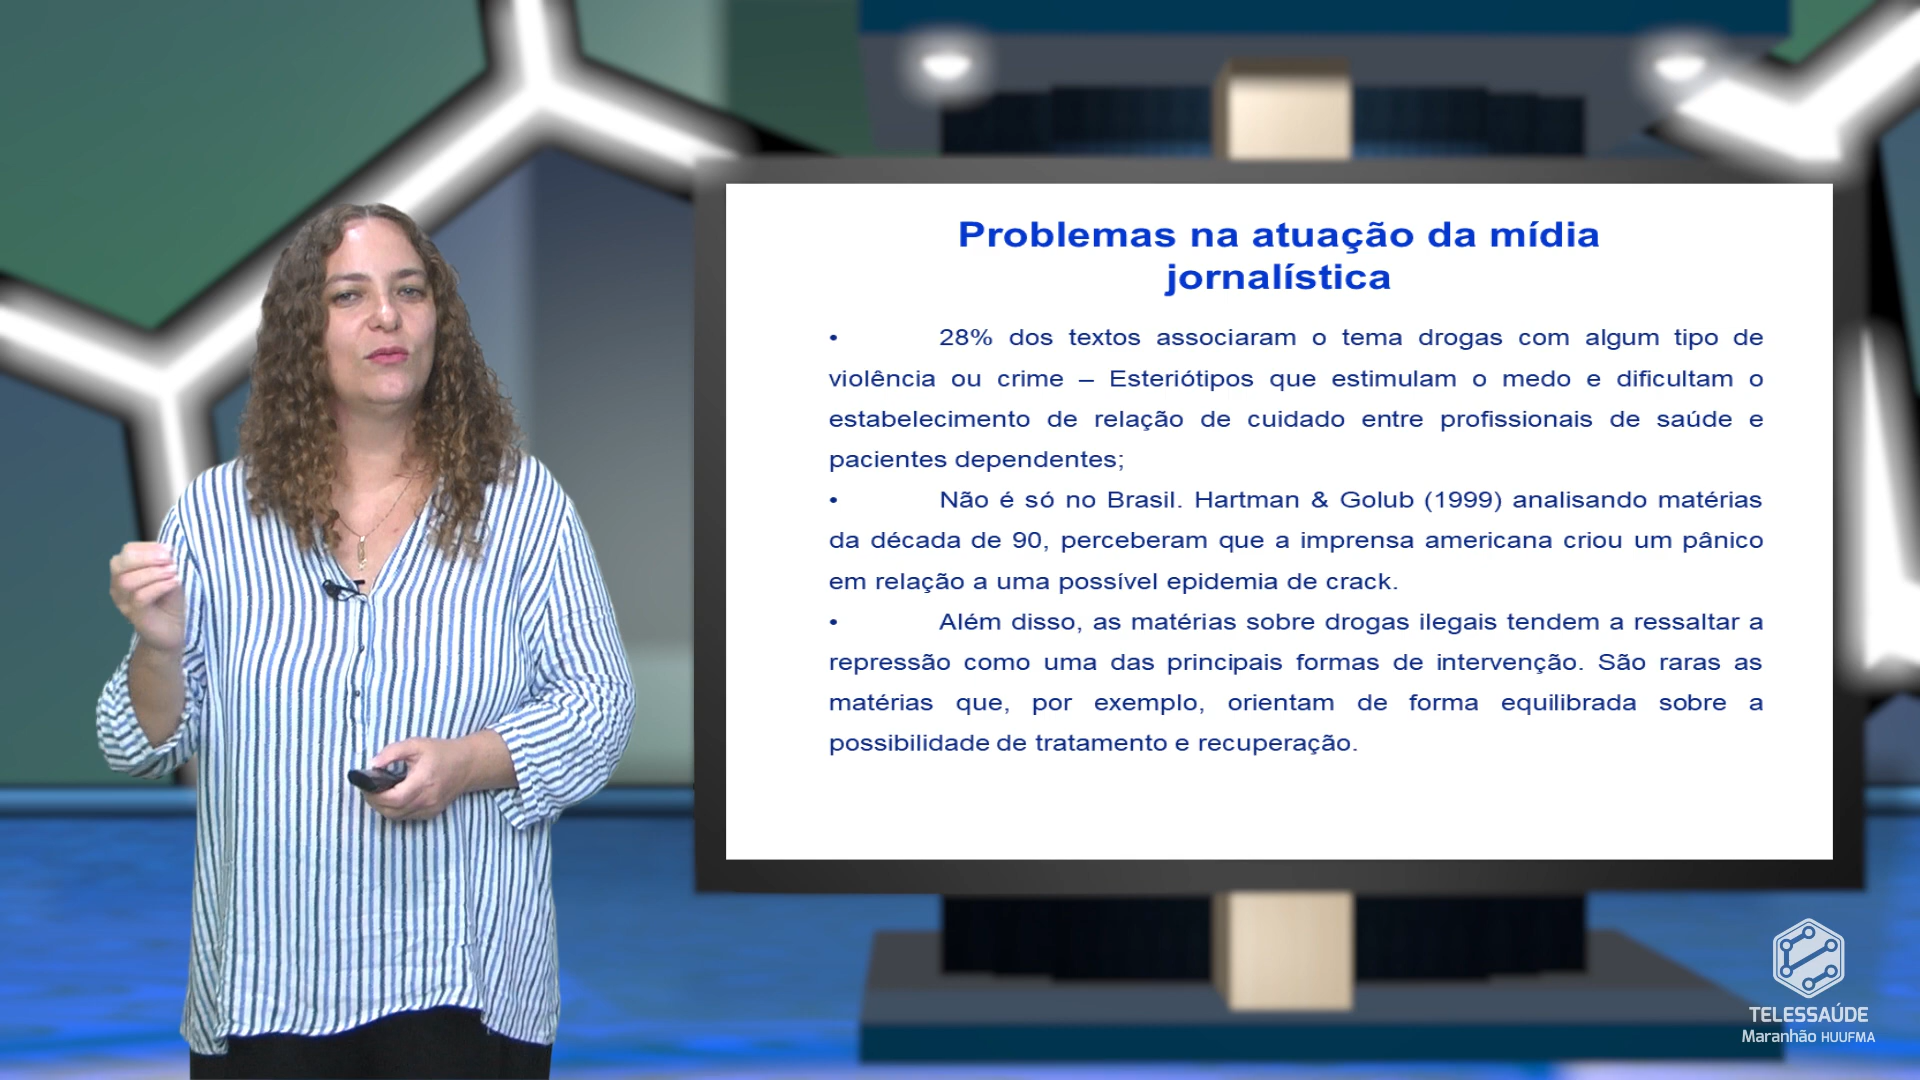 Problemas na atuação da mídia
jornalística
• 28% dos textos associaram o tema drogas com algum tipo de
violência ou crime – Esteriótipos que estimulam o medo e dificultam o
estabelecimento de relação de cuidado entre profissionais de saúde e
pacientes dependentes;
• Não é só no Brasil. Hartman & Golub (1999) analisando matérias
da década de 90, perceberam que a imprensa americana criou um pânico
em relação a uma possível epidemia de crack.
• Além disso, as matérias sobre drogas ilegais tendem a ressaltar a
repressão como uma das principais formas de intervenção. São raras as
matérias que, por exemplo, orientam de forma equilibrada sobre a
possibilidade de tratamento e recuperação.
TELESSAÚDE
Maranhão HUUFMA